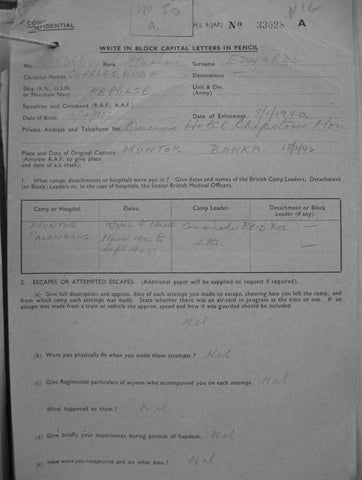 CONFIDENTIAL
No 50
A.
M.I. 9/JAP/ No 33028 A
WRITE IN BLOCK CAPITAL LETTERS IN PENCIL
No. Rank Surname EDWARDS.
Christian Names CHARLES HUGH Decorations –
Ship (R.N., U.S.N. or Merchant Navy) REPULSE Unit & Div. (Army)
Squadron and Command (R.A.F., A.A.F.)
Date of Birth Date of Enlistment
Private Address and Telephone No. Queens Hotel Chepstow Mon
Place and Date of Original Capture MUNTOK BANKA.
(Aircrew R.A.F. to give place and date of a/c crash).
1. What camps, detachments or hospitals were you in? Give dates and names of the British Camp Leaders, Detachment (or Block) Leaders or, in case of hospitals, the Senior British Medical Officers.
Camp or Hospital. Dates. Camp Leader. Detachment or Block Leader (if any).
MUNTOK to March Commander REID R.N. —
PALEMBANG March 1942 to Sept 1945 ditto —
2. ESCAPES OR ATTEMPTED ESCAPES. (Additional paper will be supplied on request if required).
(a) Give full description and approx. date of each attempt you made to escape, showing how you left the camp, and from which camp each attempt was made. State whether there was an air-raid in progress at the time or not. If an escape was made from a train or vehicle the approx. speed and how it was guarded should be included.
Nil
(b) Were you physically fit when you made these attempts? Nil
(c) Give Regimental particulars of anyone who accompanied you on each attempt. Nil
What happened to them? Nil
(d) Give briefly your experiences during periods of freedom. Nil
(e) How were you recaptured and on what date? Nil